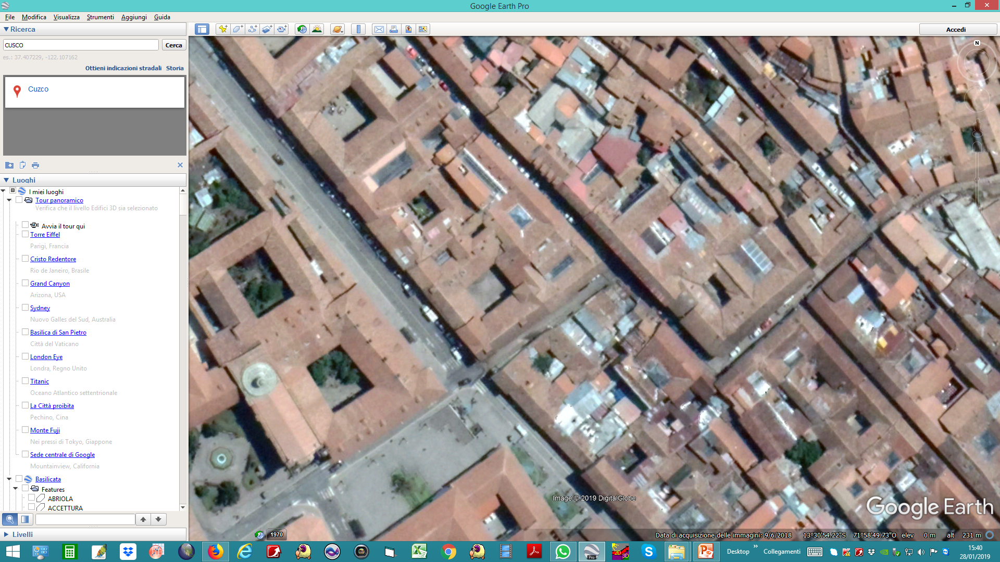 Google Earth Pro
File Modifica Visualizza Strumenti Aggiungi Guida
Ricerca
CUSCO
Cerca
es.: 37.407229, -122.107162
Ottieni indicazioni stradali Storia
Cuzco
Luoghi
I miei luoghi
Tour panoramico
Verifica che il livello Edifici 3D sia selezionato
Avvia il tour qui
Torre Eiffel
Parigi, Francia
Cristo Redentore
Rio de Janeiro, Brasile
Grand Canyon
Arizona, USA
Sydney
Nuovo Galles del Sud, Australia
Basilica di San Pietro
Città del Vaticano
London Eye
Londra, Regno Unito
Titanic
Oceano Atlantico settentrionale
La Città proibita
Pechino, Cina
Monte Fuji
Nei pressi di Tokyo, Giappone
Sede centrale di Google
Mountainview, California
Basilicata
Features
ABRIOLA
ACCETTURA
Livelli
Accedi
N
Image © 2019 DigitalGlobe
Google Earth
1970
Data di acquisizione delle immagini: 9/6/2018 13°30'54.22"S 71°58'49.73"O elev 0 m alt 231 m
Pro
2D
3D
Desktop
Collegamenti
15:40
28/01/2019